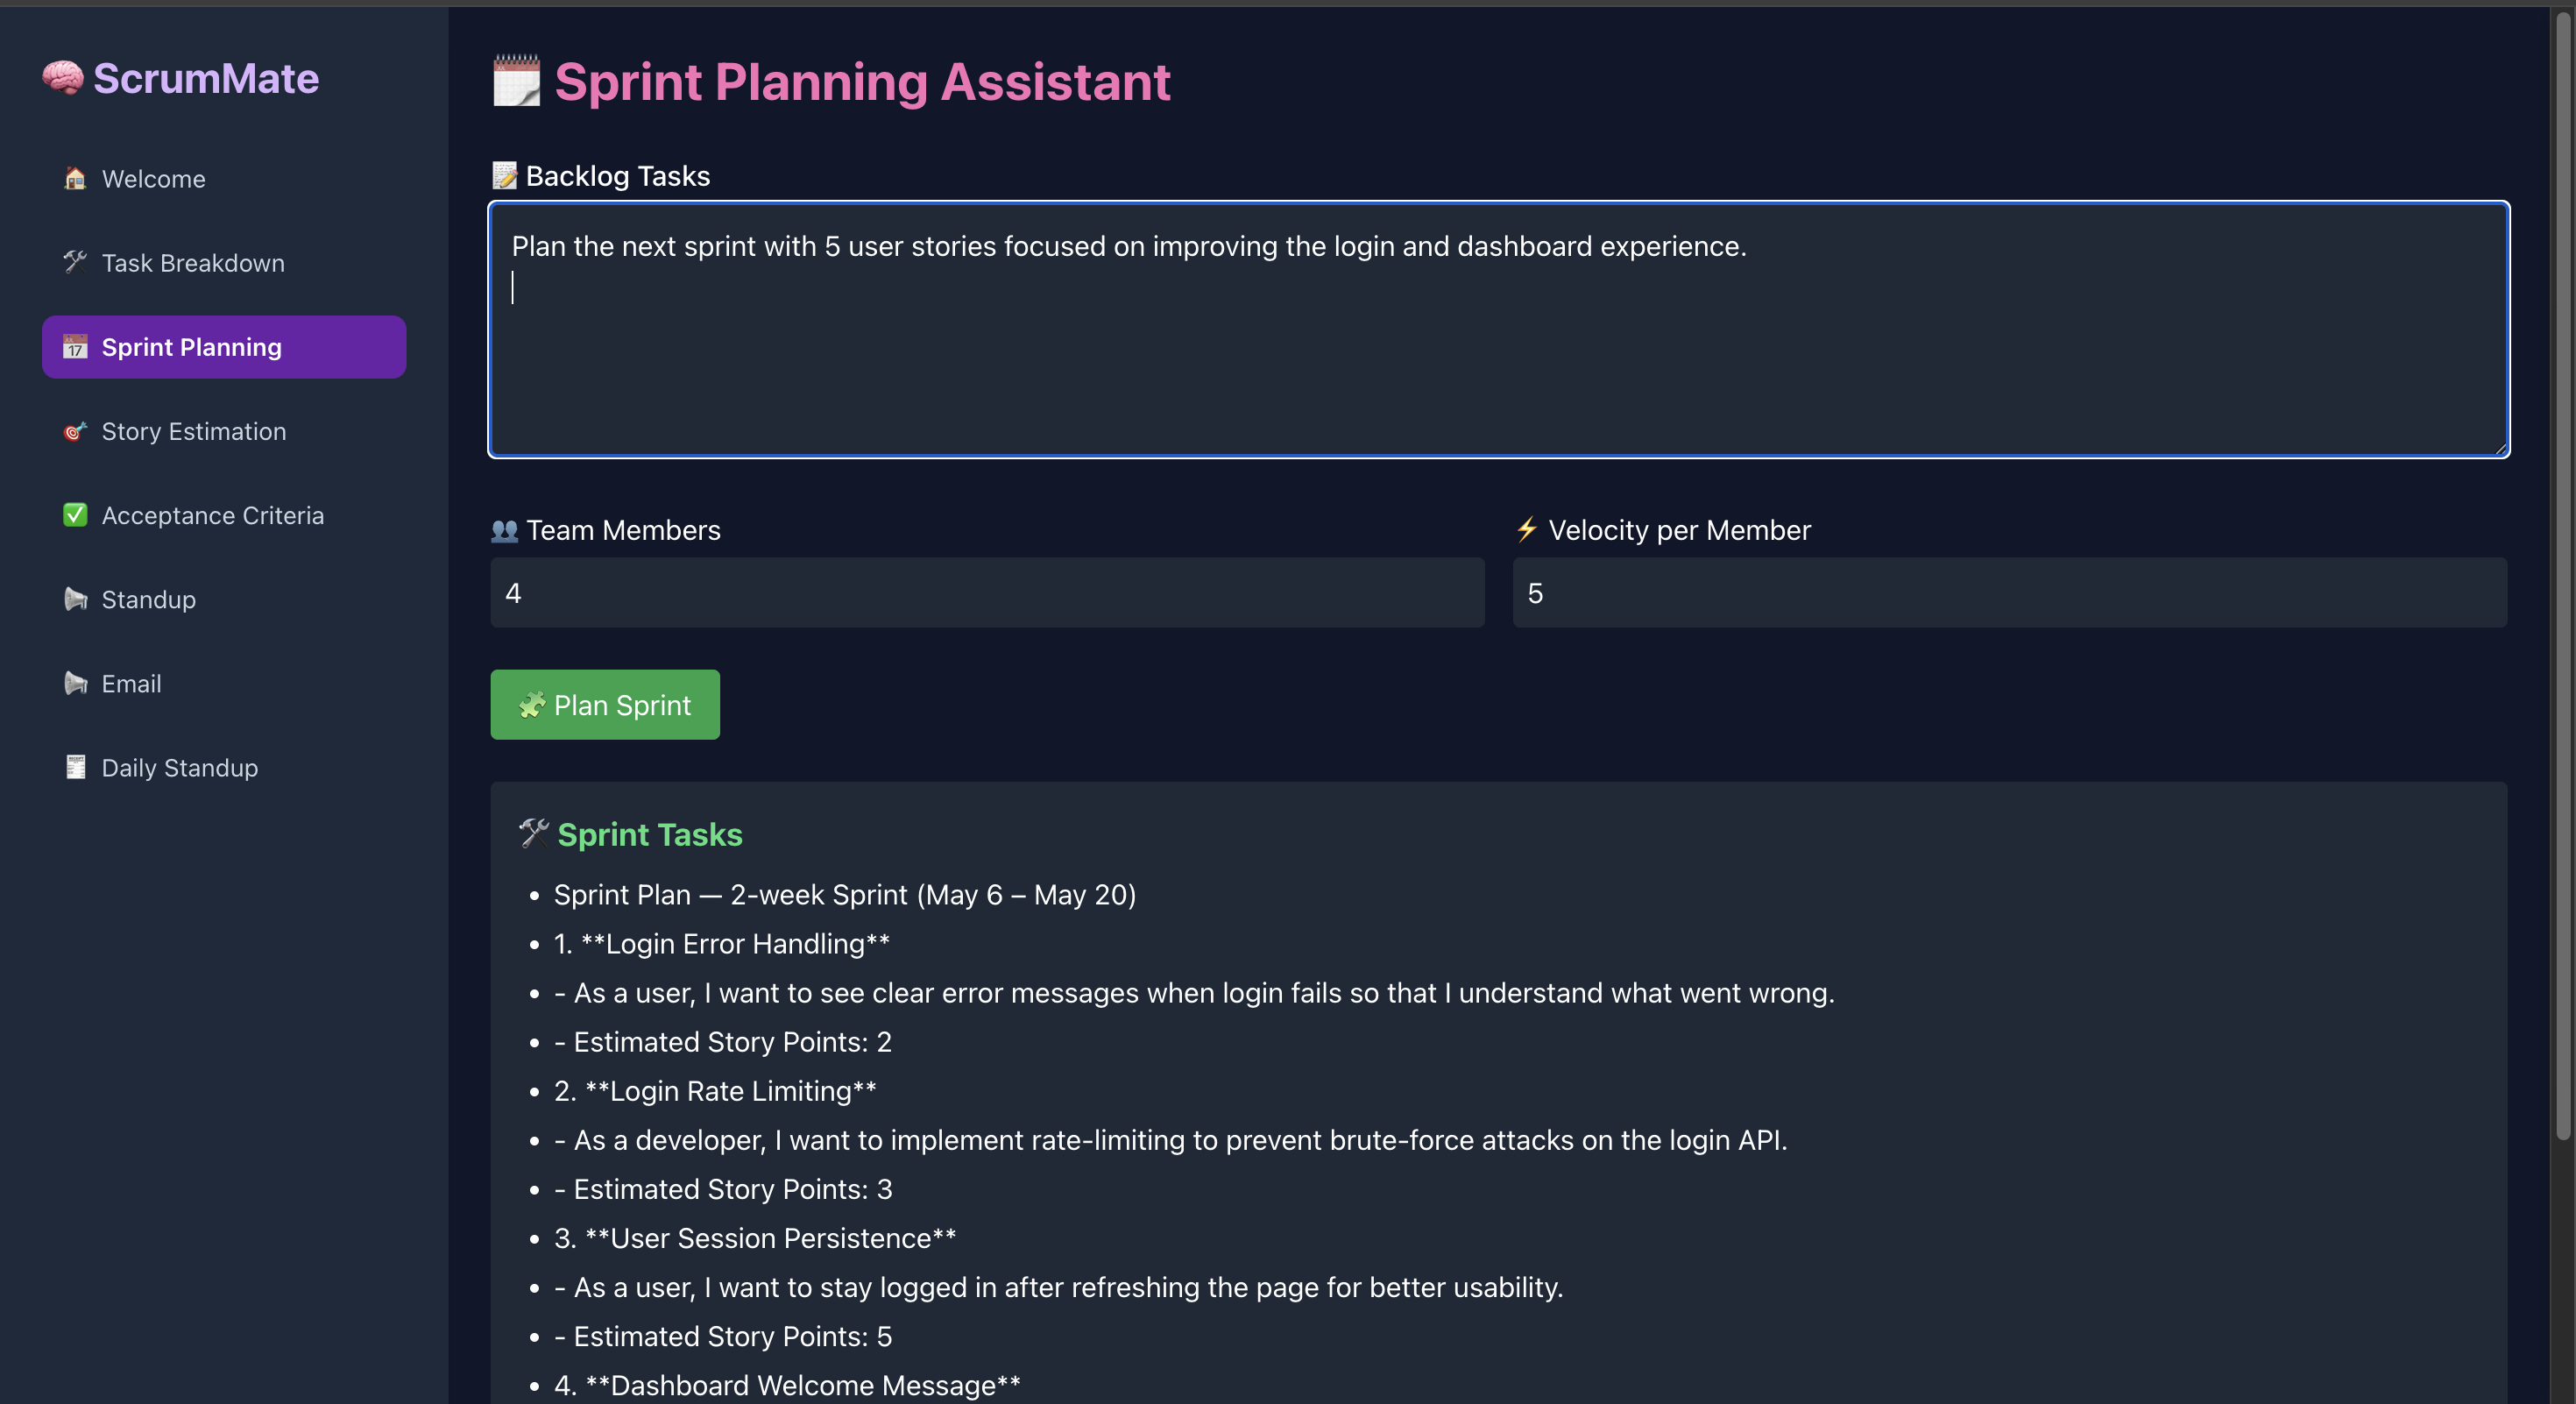 ScrumMate
Welcome
Task Breakdown
Sprint Planning
Story Estimation
Acceptance Criteria
Standup
Email
Daily Standup
Sprint Planning Assistant
Backlog Tasks
Plan the next sprint with 5 user stories focused on improving the login and dashboard experience.
Team Members
Velocity per Member
4
5
Plan Sprint
Sprint Tasks
• Sprint Plan — 2-week Sprint (May 6 – May 20)
• 1. **Login Error Handling**
• - As a user, I want to see clear error messages when login fails so that I understand what went wrong.
• - Estimated Story Points: 2
• 2. **Login Rate Limiting**
• - As a developer, I want to implement rate-limiting to prevent brute-force attacks on the login API.
• - Estimated Story Points: 3
• 3. **User Session Persistence**
• - As a user, I want to stay logged in after refreshing the page for better usability.
• - Estimated Story Points: 5
• 4. **Dashboard Welcome Message**